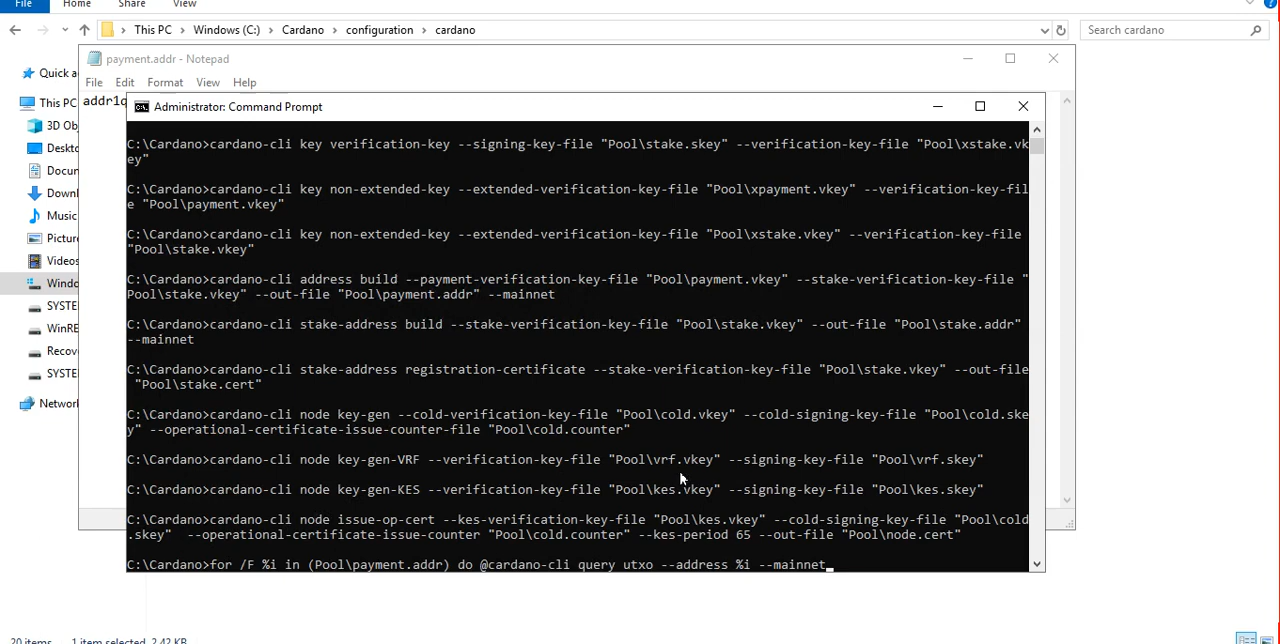 File Home Share View
This PC Windows (C:) Cardano configuration cardano Search cardano
payment.addr - Notepad
Quick a
File Edit Format View Help
This PC addr1q Administrator: Command Prompt
3D Obj
Deskto
Docun
Downl
Music
Picture
Videos
Windo
SYSTE
WinRE
Recov
SYSTE
Network
C:\Cardano>cardano-cli key verification-key --signing-key-file "Pool\stake.skey" --verification-key-file "Pool\xstake.vk
ey"
C:\Cardano>cardano-cli key non-extended-key --extended-verification-key-file "Pool\xpayment.vkey" --verification-key-fil
e "Pool\payment.vkey"
C:\Cardano>cardano-cli key non-extended-key --extended-verification-key-file "Pool\xstake.vkey" --verification-key-file
"Pool\stake.vkey"
C:\Cardano>cardano-cli address build --payment-verification-key-file "Pool\payment.vkey" --stake-verification-key-file "
Pool\stake.vkey" --out-file "Pool\payment.addr" --mainnet
C:\Cardano>cardano-cli stake-address build --stake-verification-key-file "Pool\stake.vkey" --out-file "Pool\stake.addr"
--mainnet
C:\Cardano>cardano-cli stake-address registration-certificate --stake-verification-key-file "Pool\stake.vkey" --out-file
"Pool\stake.cert"
C:\Cardano>cardano-cli node key-gen --cold-verification-key-file "Pool\cold.vkey" --cold-signing-key-file "Pool\cold.ske
y" --operational-certificate-issue-counter-file "Pool\cold.counter"
C:\Cardano>cardano-cli node key-gen-VRF --verification-key-file "Pool\vrf.vkey" --signing-key-file "Pool\vrf.skey"
C:\Cardano>cardano-cli node key-gen-KES --verification-key-file "Pool\kes.vkey" --signing-key-file "Pool\kes.skey"
C:\Cardano>cardano-cli node issue-op-cert --kes-verification-key-file "Pool\kes.vkey" --cold-signing-key-file "Pool\cold
.skey" --operational-certificate-issue-counter "Pool\cold.counter" --kes-period 65 --out-file "Pool\node.cert"
C:\Cardano>for /F %i in (Pool\payment.addr) do @cardano-cli query utxo --address %i --mainnet
20 items 1 item selected 2.42 KB